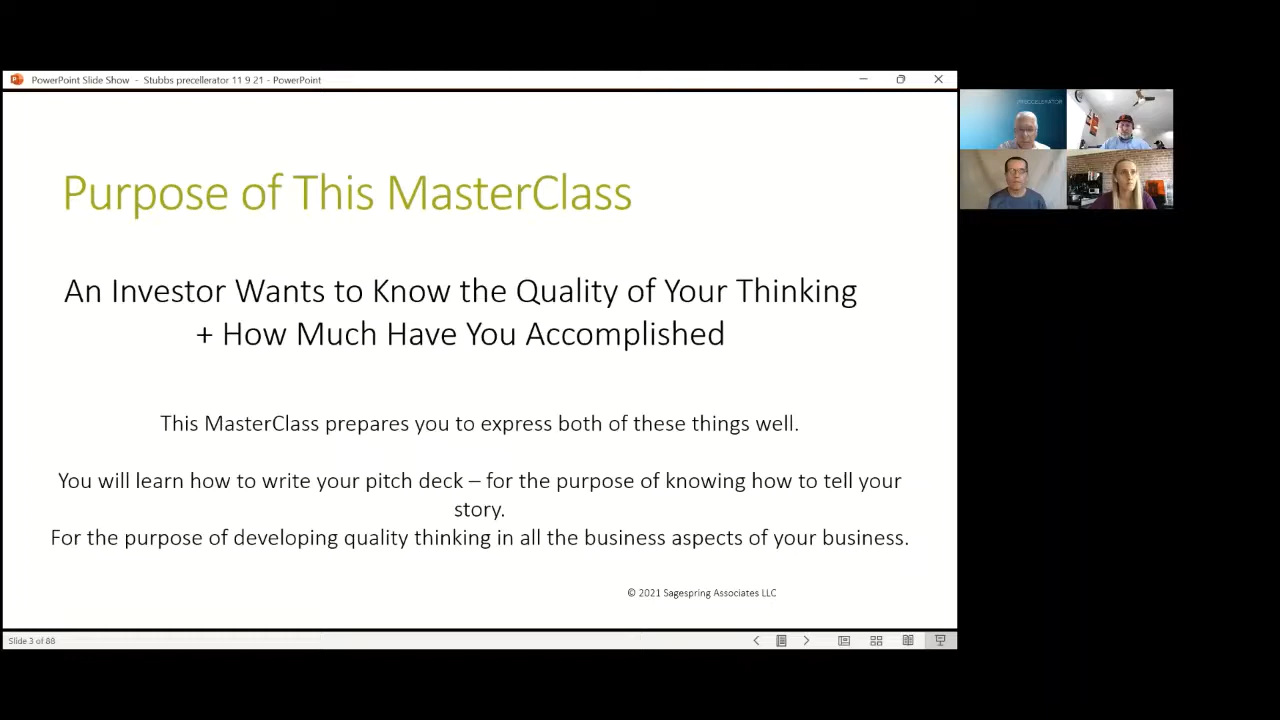 PowerPoint Slide Show - Stubbs precellerator 11 9 21 - PowerPoint
Purpose of This MasterClass
An Investor Wants to Know the Quality of Your Thinking
+ How Much Have You Accomplished
This MasterClass prepares you to express both of these things well.
You will learn how to write your pitch deck – for the purpose of knowing how to tell your
story.
For the purpose of developing quality thinking in all the business aspects of your business.
© 2021 Sagespring Associates LLC
Slide 3 of 88